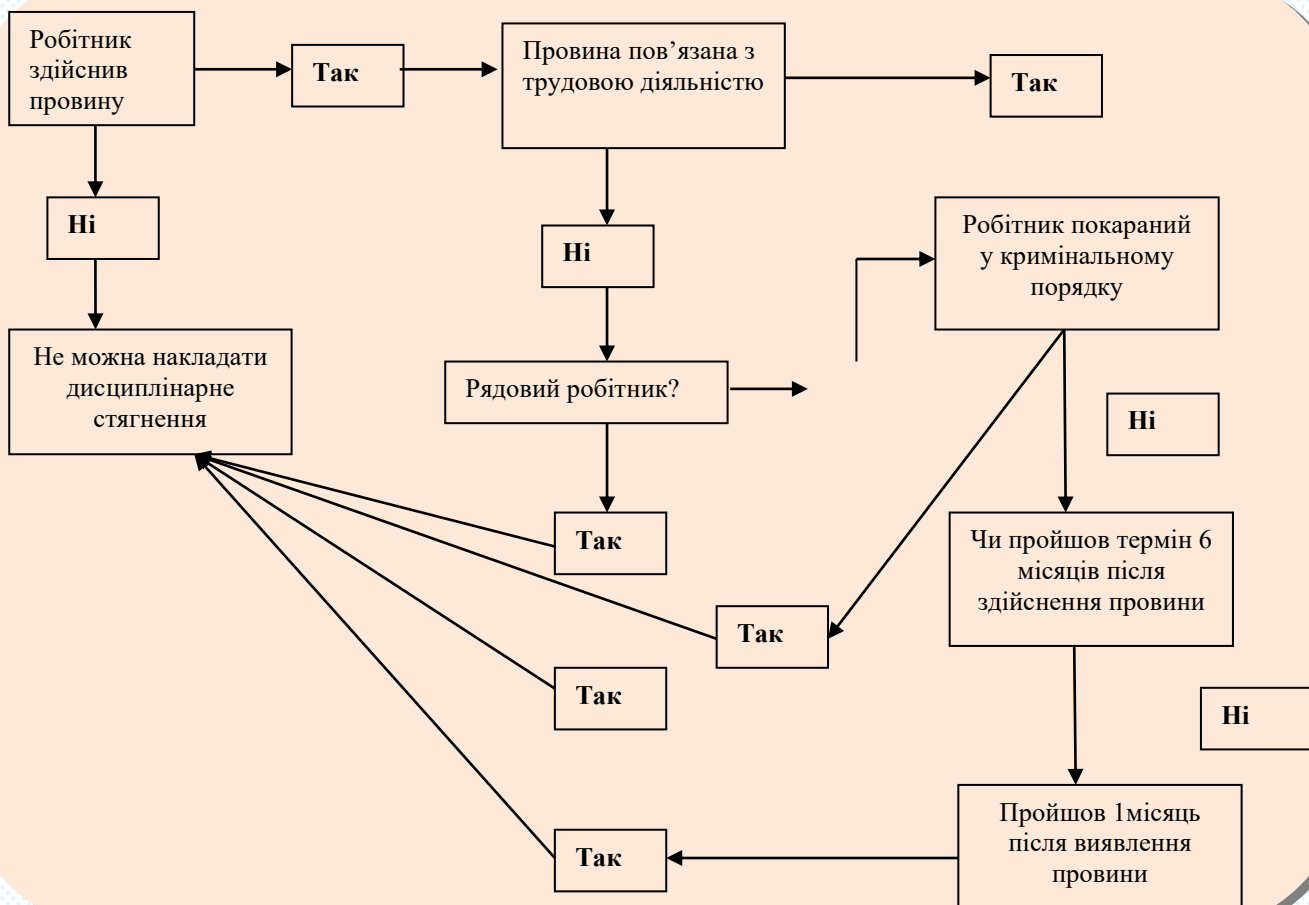 Робітник
здійснив
провину
Так
Провина пов’язана з
трудовою діяльністю
Так
Ні
Ні
Робітник покараний
у кримінальному
порядку
Не можна накладати
дисциплінарне
стягнення
Рядовий робітник?
Ні
Так
Чи пройшов термін 6
місяців після
здійснення провини
Так
Так
Ні
Пройшов 1місяць
після виявлення
провини
Так